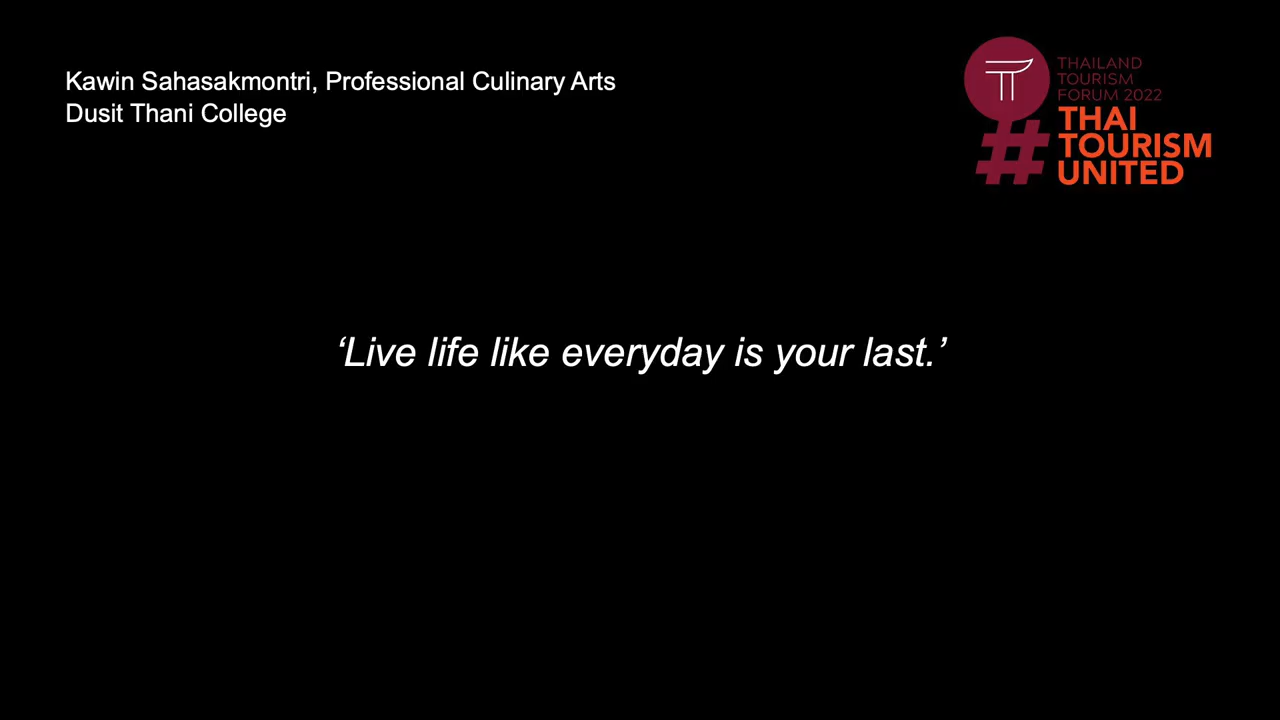 Kawin Sahasakmontri, Professional Culinary Arts
Dusit Thani College
THAILAND
TOURISM
FORUM 2022
#THAI
TOURISM
UNITED
‘Live life like everyday is your last.’